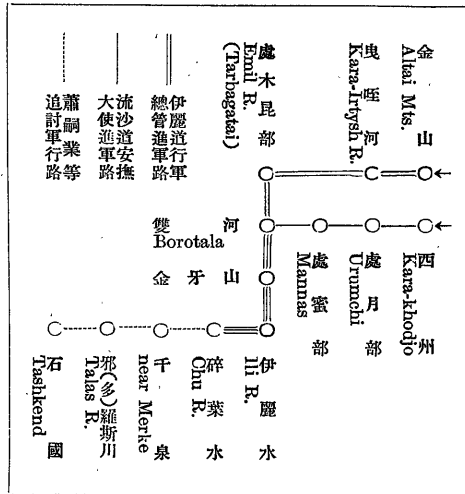 金山
Altai Mts.
曳咥河
Kara-Irtysh R.
處木昆部
Emil R.
(Tarbagatai)
伊麗道行軍
總管進軍路
流沙道安撫
大使進軍路
蕭嗣業等
追討軍行路
西州
Kara-khodjo
處月部
Urumchi
處蜜部
Mannas
雙河
Borotala
金牙山
伊麗水
Ili R.
碎葉水
Chu R.
千泉
near Merke
邪(多)羅斯川
Talas R.
石國
Tashkend